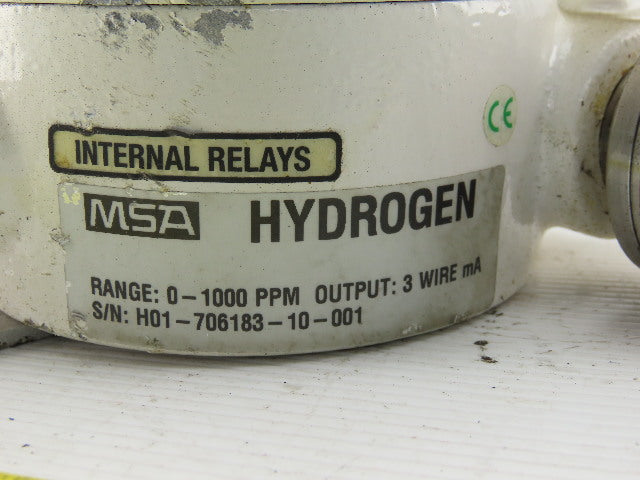 CE
INTERNAL RELAYS
MSA HYDROGEN
RANGE: 0-1000 PPM OUTPUT: 3 WIRE mA
S/N: H01-706183-10-001